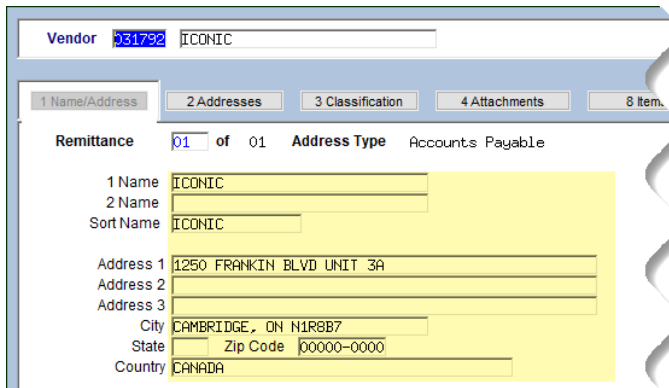 Vendor 031792 ICONIC
1 Name/Address 2 Addresses 3 Classification 4 Attachments 8 Item
Remittance 01 of 01 Address Type Accounts Payable
1 Name ICONIC
2 Name
Sort Name ICONIC
Address 1 1250 FRANKIN BLVD UNIT 3A
Address 2
Address 3
City CAMBRIDGE, ON N1R8B7
State Zip Code 00000-0000
Country CANADA